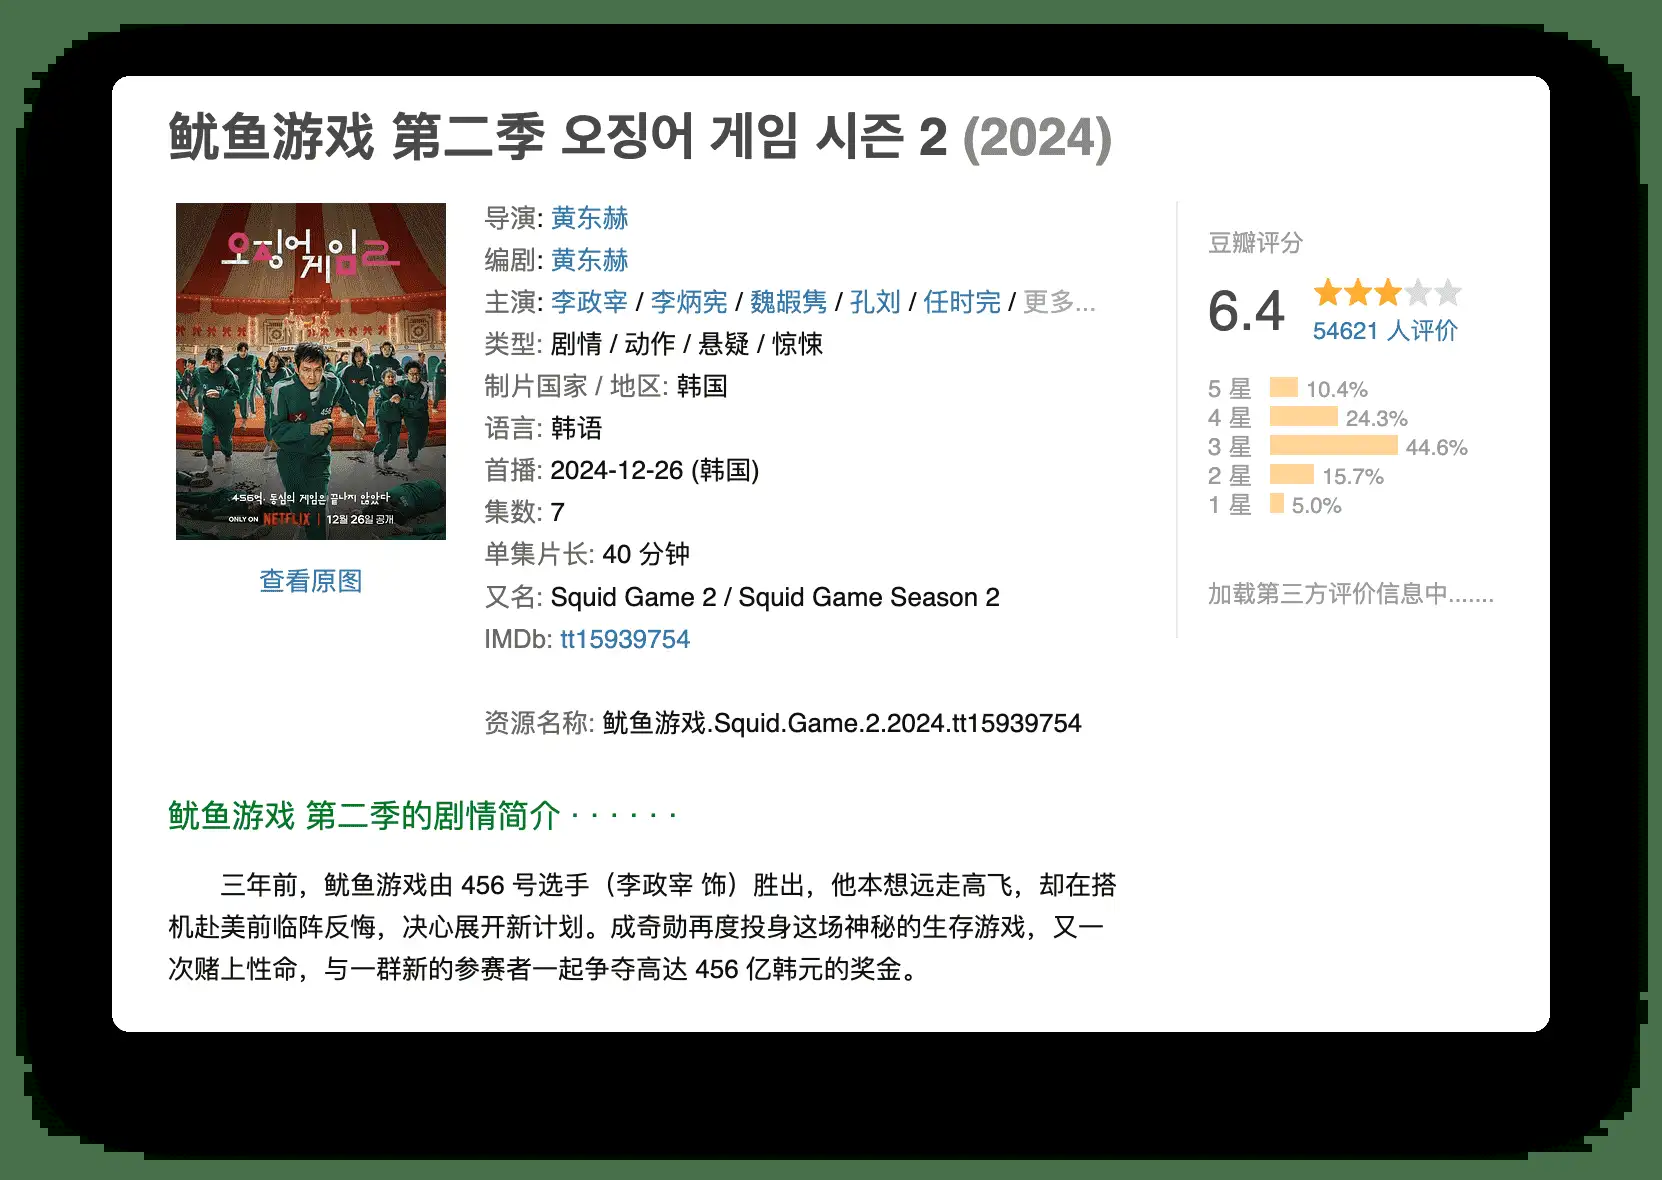 鱿鱼游戏 第二季 오징어 게임 시즌 2 (2024)
오징어게임2
456
456억. 동심의 게임은 끝나지 않았다
ONLY ON NETFLIX | 12월 26일 공개
查看原图
导演: 黄东赫
编剧: 黄东赫
主演: 李政宰 / 李炳宪 / 魏嘏隽 / 孔刘 / 任时完 / 更多...
类型: 剧情 / 动作 / 悬疑 / 惊悚
制片国家 / 地区: 韩国
语言: 韩语
首播: 2024-12-26 (韩国)
集数: 7
单集片长: 40 分钟
又名: Squid Game 2 / Squid Game Season 2
IMDb: tt15939754
资源名称: 鱿鱼游戏.Squid.Game.2.2024.tt15939754
豆瓣评分
6.4
54621 人评价
5 星 10.4%
4 星 24.3%
3 星 44.6%
2 星 15.7%
1 星 5.0%
加载第三方评价信息中.......
鱿鱼游戏 第二季的剧情简介 · · · · · ·
三年前，鱿鱼游戏由 456 号选手（李政宰 饰）胜出，他本想远走高飞，却在搭
机赴美前临阵反悔，决心展开新计划。成奇勋再度投身这场神秘的生存游戏，又一
次赌上性命，与一群新的参赛者一起争夺高达 456 亿韩元的奖金。